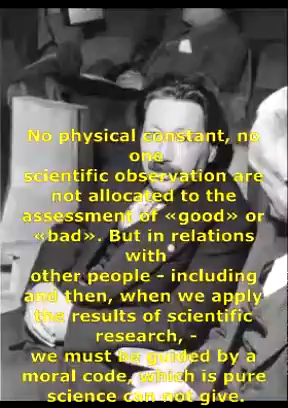 No physical constant, no
one
scientific observation are
not allocated to the
assessment of «good» or
«bad». But in relations
with
other people - including
and then, when we apply
the results of scientific
research, -
we must be guided by a
moral code, which is pure
science can not give.